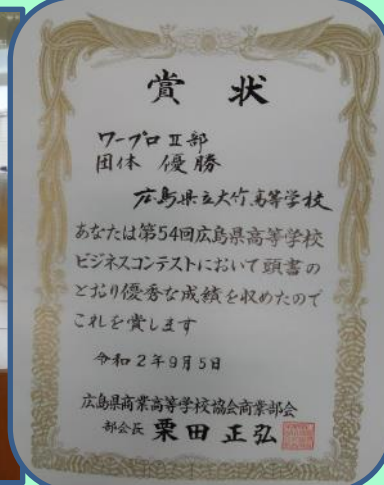 賞状
ワープロⅡ部
団体 優勝
広島県立大竹高等学校
あなたは第54回広島県高等学校
ビジネスコンテストにおいて頭書の
とおり優秀な成績を収めたので
これを賞します
令和2年9月5日
広島県商業高等学校協会商業部会
部会長 栗田 正弘